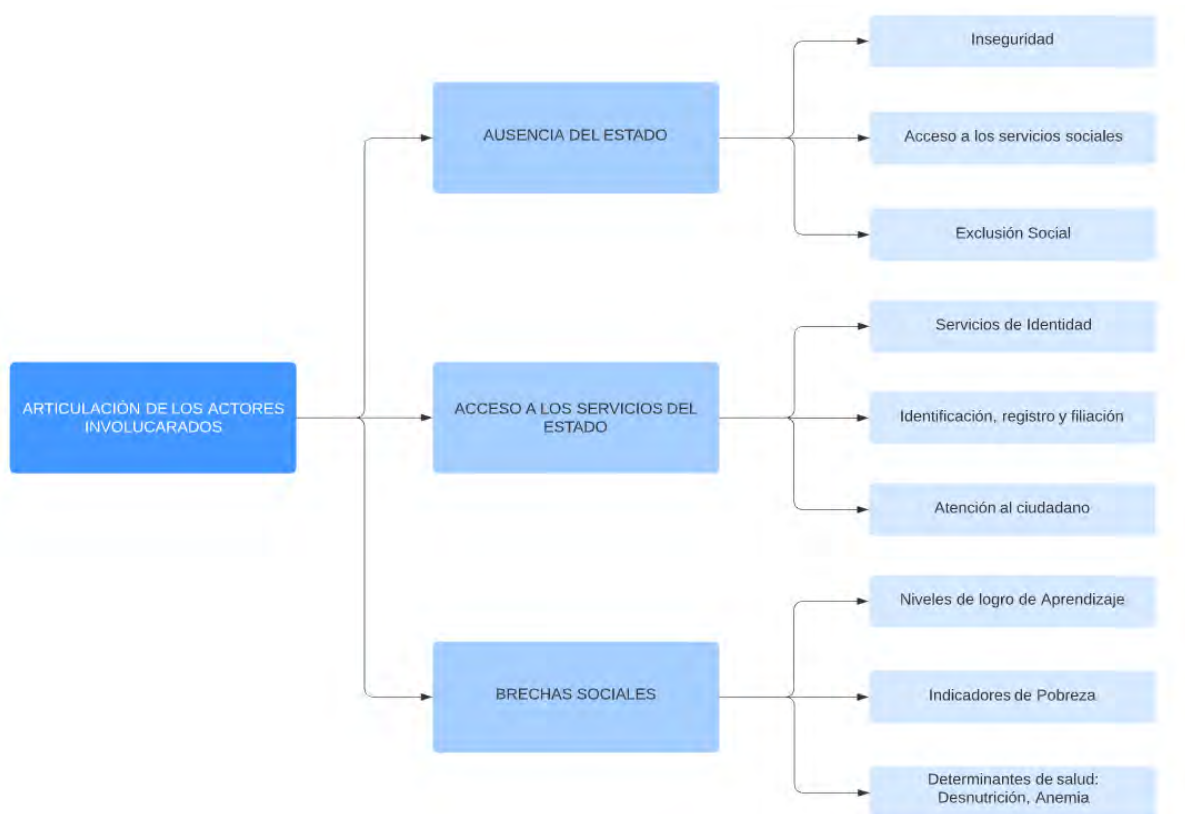 ARTICULACIÓN DE LOS ACTORES
INVOLUCARADOS
AUSENCIA DEL ESTADO
Inseguridad
Acceso a los servicios sociales
Exclusión Social
ACCESO A LOS SERVICIOS DEL
ESTADO
Servicios de Identidad
Identificación, registro y filiación
Atención al ciudadano
BRECHAS SOCIALES
Niveles de logro de Aprendizaje
Indicadores de Pobreza
Determinantes de salud:
Desnutrición, Anemia